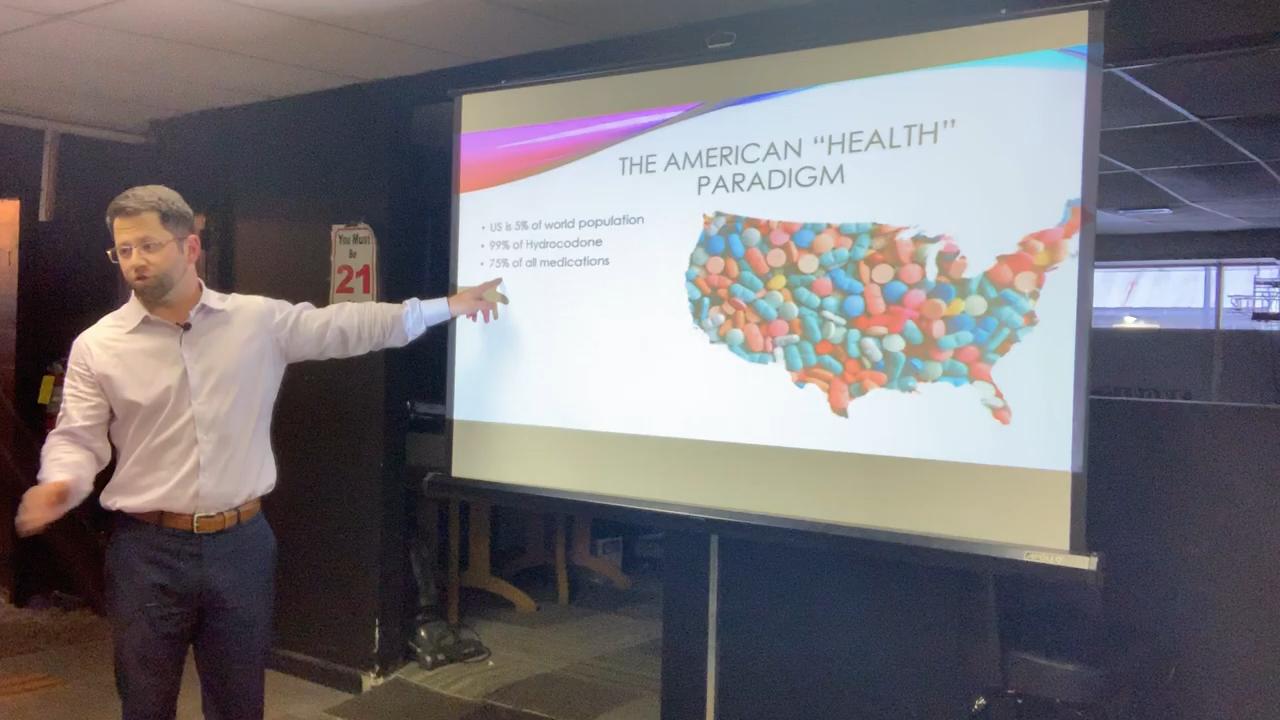 THE AMERICAN “HEALTH”
PARADIGM
• US is 5% of world population
• 99% of Hydrocodone
• 75% of all medications
You Must
Be
21